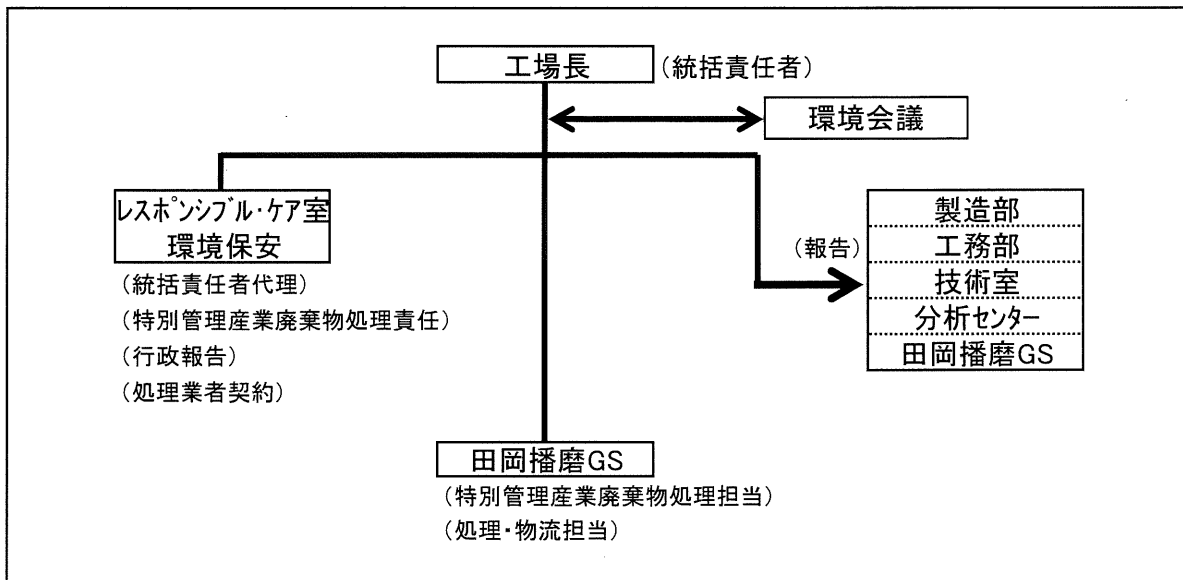 工場長
(統括責任者)
環境会議
レスポンシブル・ケア室
環境保安
(統括責任者代理)
(特別管理産業廃棄物処理責任)
(行政報告)
(処理業者契約)
(報告)
製造部
工務部
技術室
分析センター
田岡播磨GS
田岡播磨GS
(特別管理産業廃棄物処理担当)
(処理・物流担当)